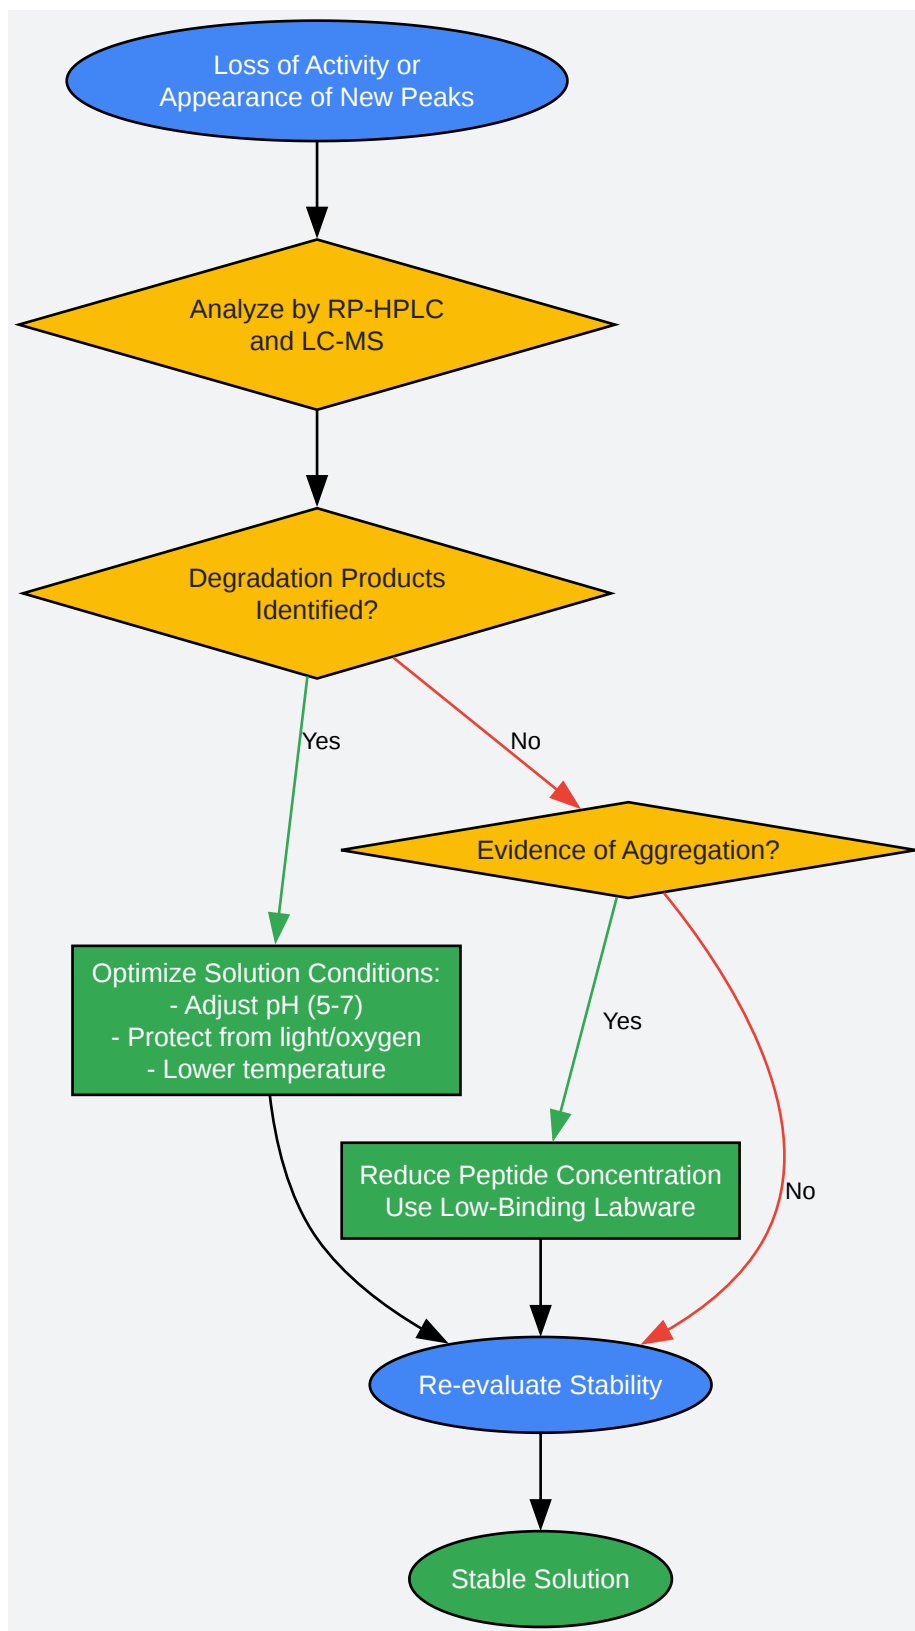 Loss of Activity or
Appearance of New Peaks
Analyze by RP-HPLC
and LC-MS
Degradation Products
Identified?
Yes
No
Evidence of Aggregation?
Optimize Solution Conditions:
- Adjust pH (5-7)
- Protect from light/oxygen
- Lower temperature
Yes
Reduce Peptide Concentration
Use Low-Binding Labware
No
Re-evaluate Stability
Stable Solution